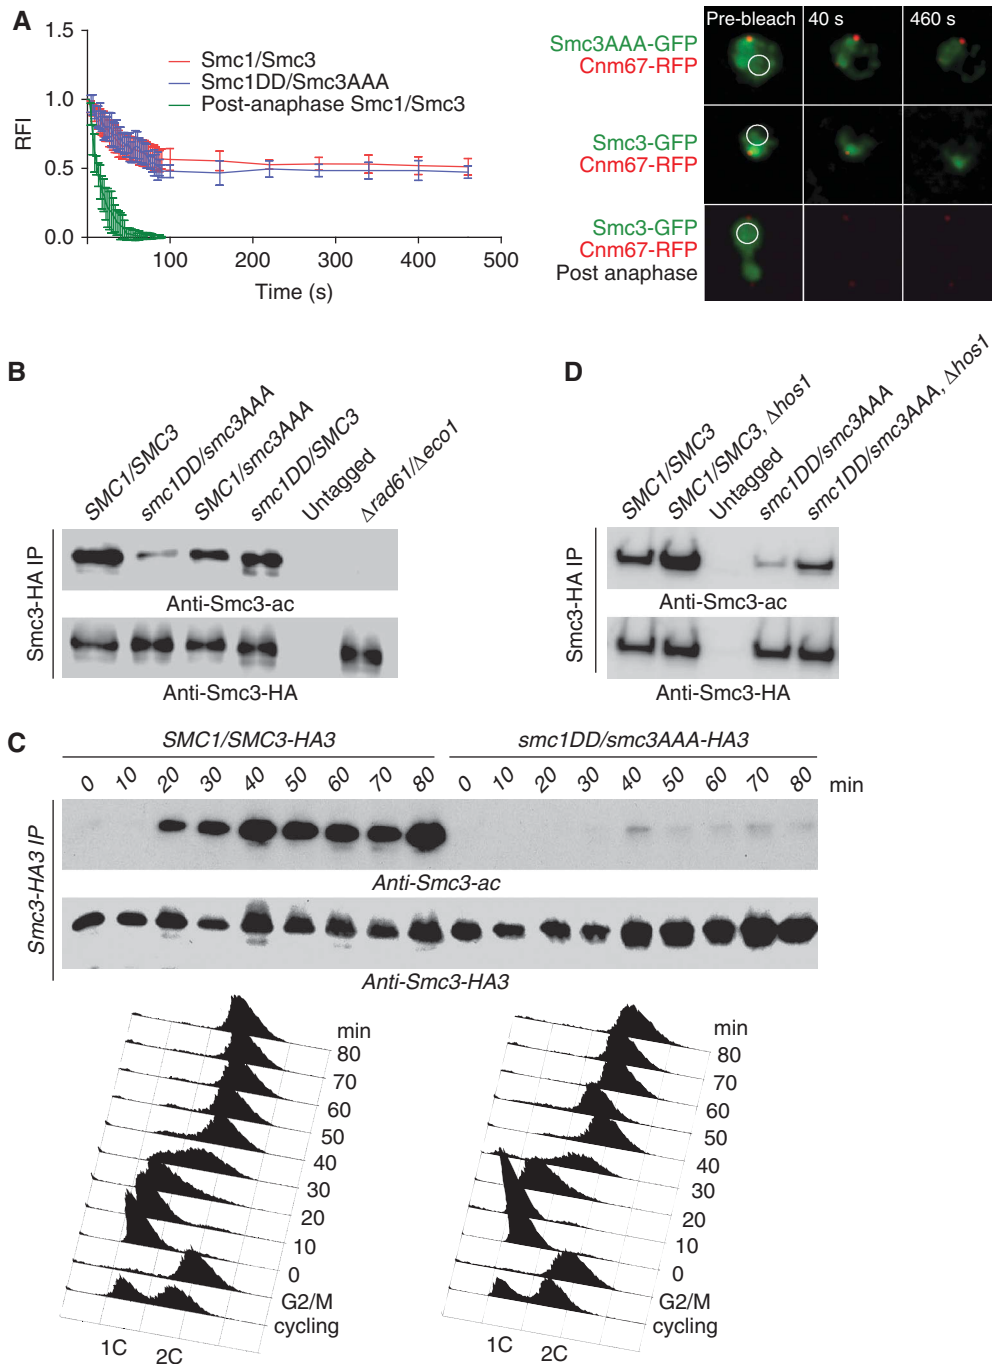 A
1.5
1.0
0.5
0.0
RFI
100
200
300
400
500
Time (s)
Smc1/Smc3
Smc1DD/Smc3AAA
Post-anaphase Smc1/Smc3
Pre-bleach
40 s
460 s
Smc3AAA-GFP
Cnm67-RFP
Smc3-GFP
Cnm67-RFP
Smc3-GFP
Cnm67-RFP
Post anaphase
B
SMC1/SMC3
smc1DD/smc3AAA
SMC1/smc3AAA
smc1DD/SMC3
Untagged
Δrad61/Δeco1
Smc3-HA IP
Anti-Smc3-ac
Anti-Smc3-HA
D
SMC1/SMC3
SMC1/SMC3, Δhos1
Untagged
smc1DD/smc3AAA
smc1DD/smc3AAA, Δhos1
Smc3-HA IP
Anti-Smc3-ac
Anti-Smc3-HA
C
SMC1/SMC3-HA3
smc1DD/smc3AAA-HA3
0 10 20 30 40 50 60 70 80 0 10 20 30 40 50 60 70 80 min
Smc3-HA3 IP
Anti-Smc3-ac
Anti-Smc3-HA3
min
80
70
60
50
40
30
20
10
0
G2/M
cycling
1C
2C
min
80
70
60
50
40
30
20
10
0
G2/M
cycling
1C
2C